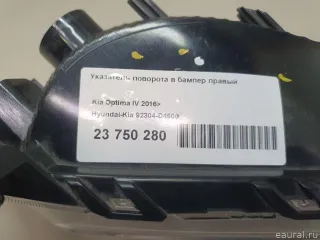 Указатель поворота в бампер правый
Kia Optima IV 2016>
Hyundai-Kia
23 750 280
eaural.ru